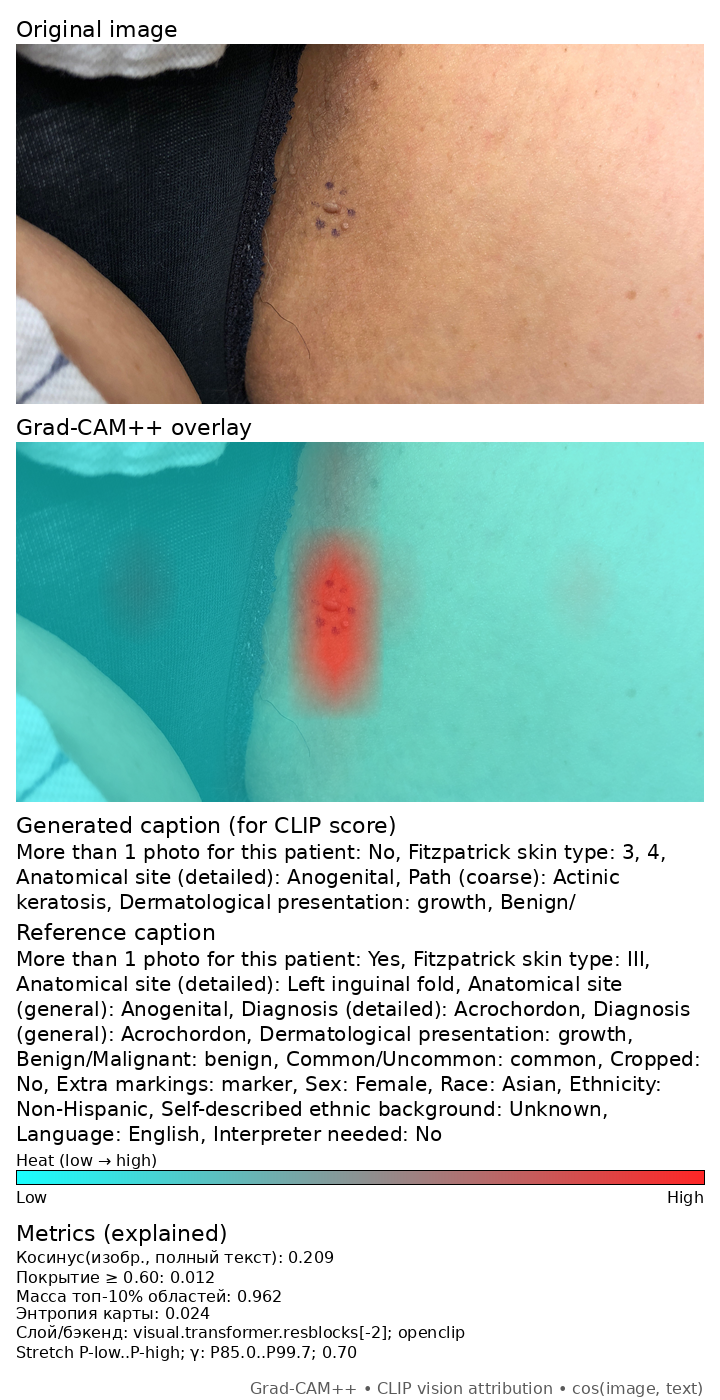 Original image
Grad-CAM++ overlay
Generated caption (for CLIP score)
More than 1 photo for this patient: No, Fitzpatrick skin type: 3, 4,
Anatomical site (detailed): Anogenital, Path (coarse): Actinic
keratosis, Dermatological presentation: growth, Benign/
Reference caption
More than 1 photo for this patient: Yes, Fitzpatrick skin type: III,
Anatomical site (detailed): Left inguinal fold, Anatomical site
(general): Anogenital, Diagnosis (detailed): Acrochordon, Diagnosis
(general): Acrochordon, Dermatological presentation: growth,
Benign/Malignant: benign, Common/Uncommon: common, Cropped:
No, Extra markings: marker, Sex: Female, Race: Asian, Ethnicity:
Non-Hispanic, Self-described ethnic background: Unknown,
Language: English, Interpreter needed: No
Heat (low → high)
Low High
Metrics (explained)
Косинус(изобр., полный текст): 0.209
Покрытие ≥ 0.60: 0.012
Масса топ-10% областей: 0.962
Энтропия карты: 0.024
Слой/бэкенд: visual.transformer.resblocks[-2]; openclip
Stretch P-low..P-high; γ: P85.0..P99.7; 0.70
Grad-CAM++ • CLIP vision attribution • cos(image, text)